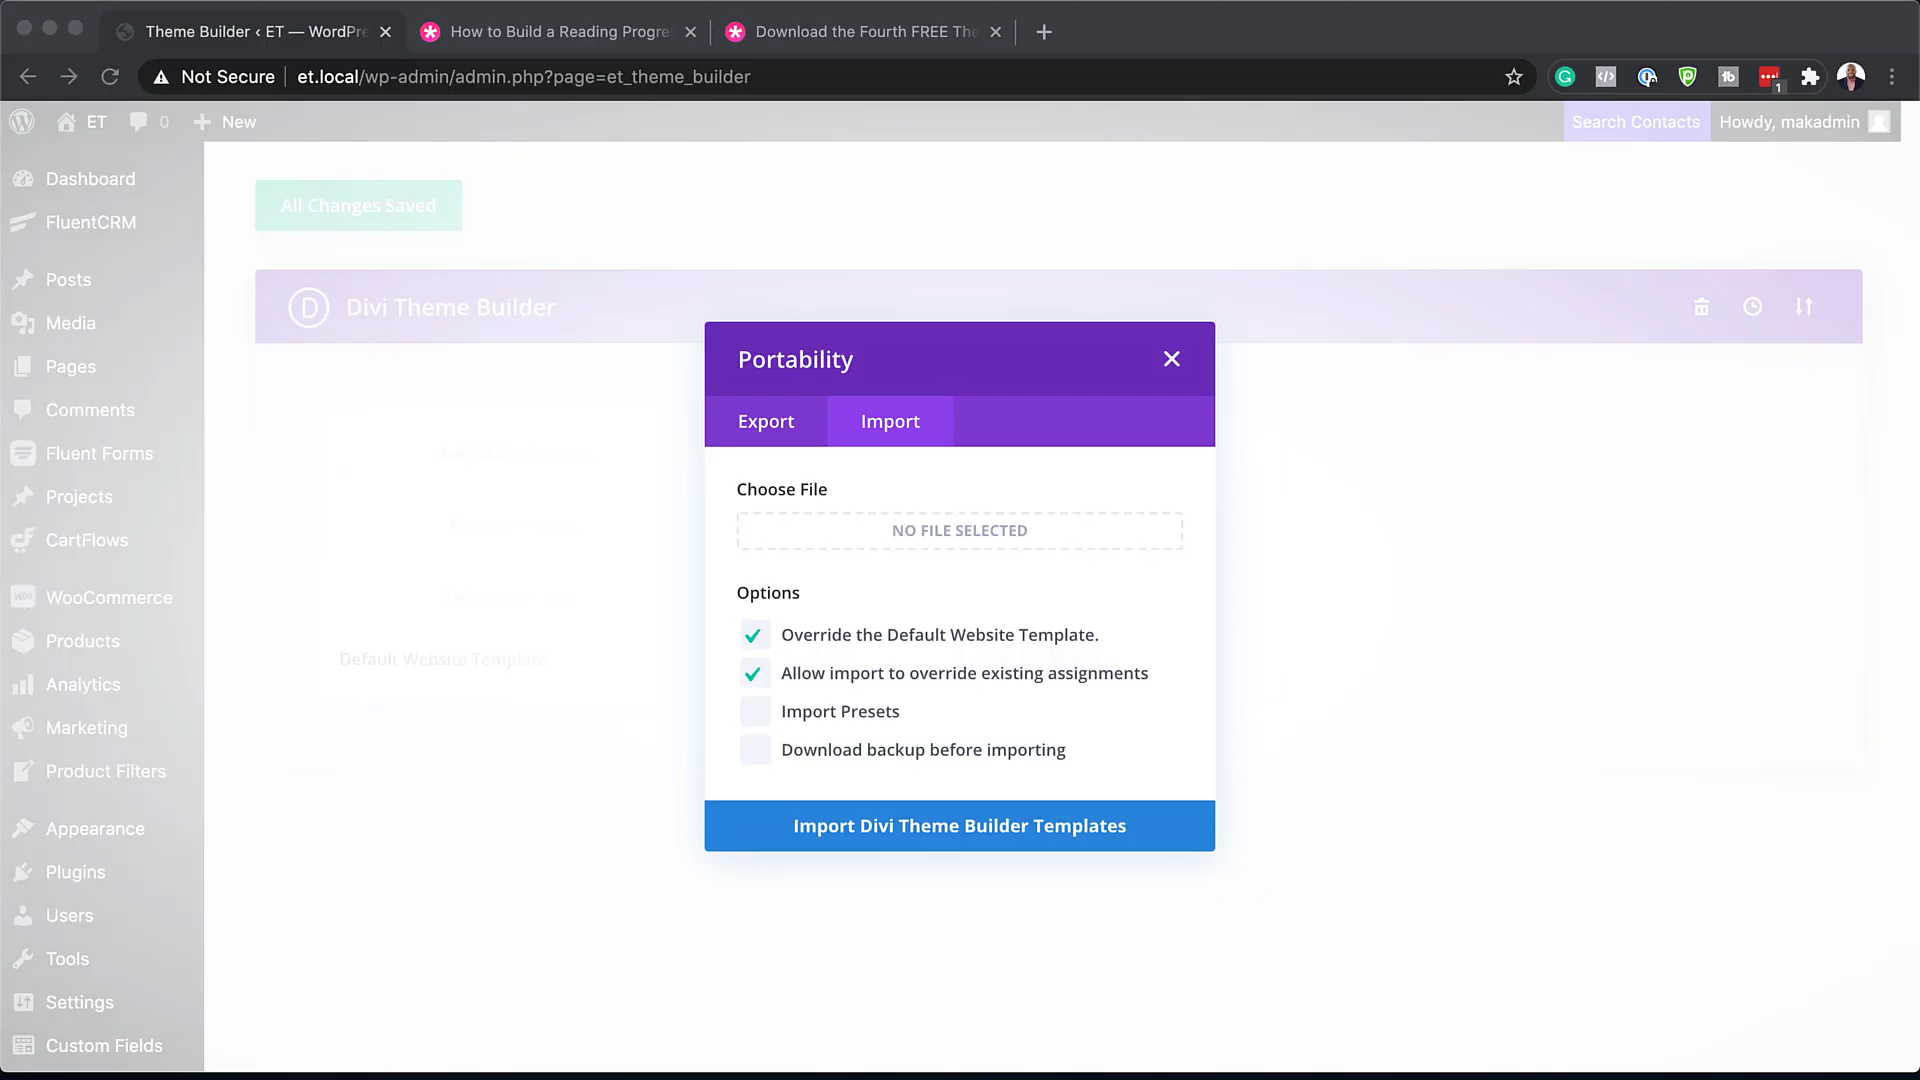 Theme Builder ‹ ET — WordPre
How to Build a Reading Progre
Download the Fourth FREE The
Not Secure
et.local/wp-admin/admin.php?page=et_theme_builder
1
ET
0
New
Search Contacts
Howdy, makadmin
Dashboard
FluentCRM
Posts
Media
Pages
Comments
Fluent Forms
Projects
CartFlows
WooCommerce
Products
Analytics
Marketing
Product Filters
Appearance
Plugins
Users
Tools
Settings
Custom Fields
All Changes Saved
D
Divi Theme Builder
Default Website Template
Portability
Export
Import
Choose File
NO FILE SELECTED
Options
Override the Default Website Template.
Allow import to override existing assignments
Import Presets
Download backup before importing
Import Divi Theme Builder Templates